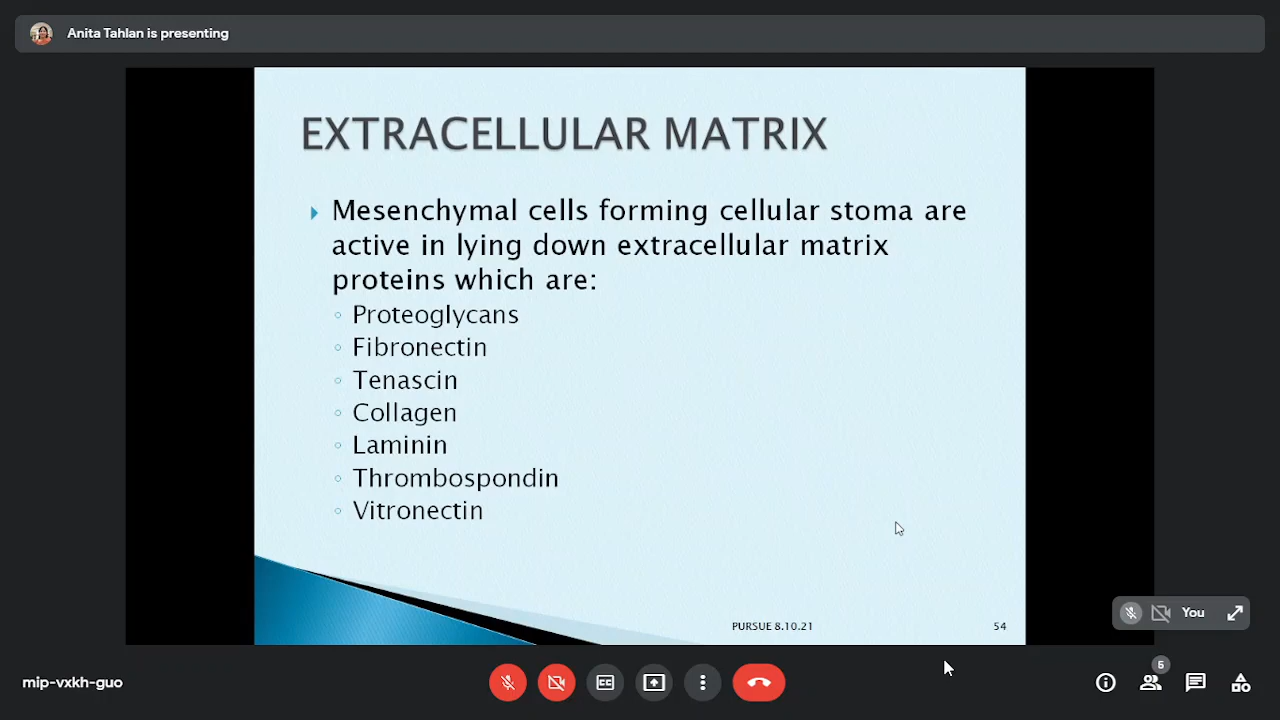 Anita Tahlan is presenting
EXTRACELLULAR MATRIX
Mesenchymal cells forming cellular stoma are
active in lying down extracellular matrix
proteins which are:
Proteoglycans
Fibronectin
Tenascin
Collagen
Laminin
Thrombospondin
Vitronectin
PURSUE 8.10.21
54
You
mip-vxkh-guo
CC
6